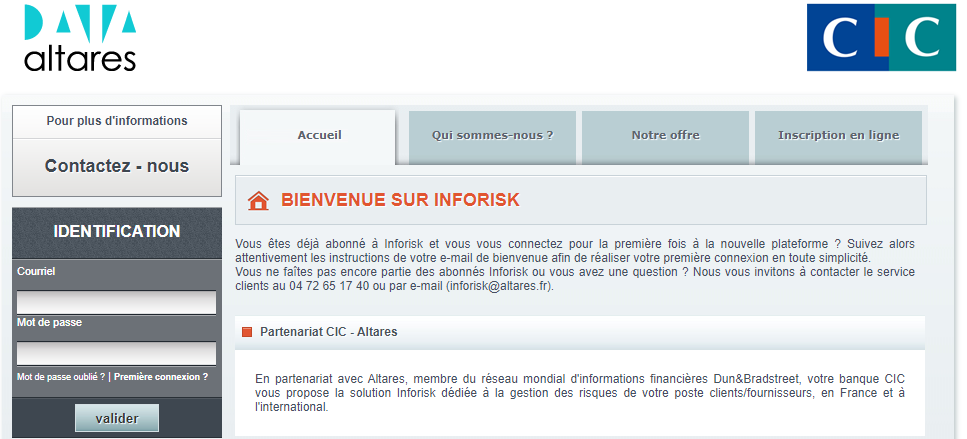 DATA
altares
CIC
Pour plus d'informations
Contactez - nous
Accueil
Qui sommes-nous ?
Notre offre
Inscription en ligne
BIENVENUE SUR INFORISK
IDENTIFICATION
Courriel
Mot de passe
Mot de passe oublié ? | Première connexion ?
valider
Vous êtes déjà abonné à Inforisk et vous vous connectez pour la première fois à la nouvelle plateforme ? Suivez alors
attentivement les instructions de votre e-mail de bienvenue afin de réaliser votre première connexion en toute simplicité.
Vous ne faîtes pas encore partie des abonnés Inforisk ou vous avez une question ? Nous vous invitons à contacter le service
clients au 04 72 65 17 40 ou par e-mail (inforisk@altares.fr).
Partenariat CIC - Altares
En partenariat avec Altares, membre du réseau mondial d'informations financières Dun&Bradstreet, votre banque CIC
vous propose la solution Inforisk dédiée à la gestion des risques de votre poste clients/fournisseurs, en France et à
l'international.